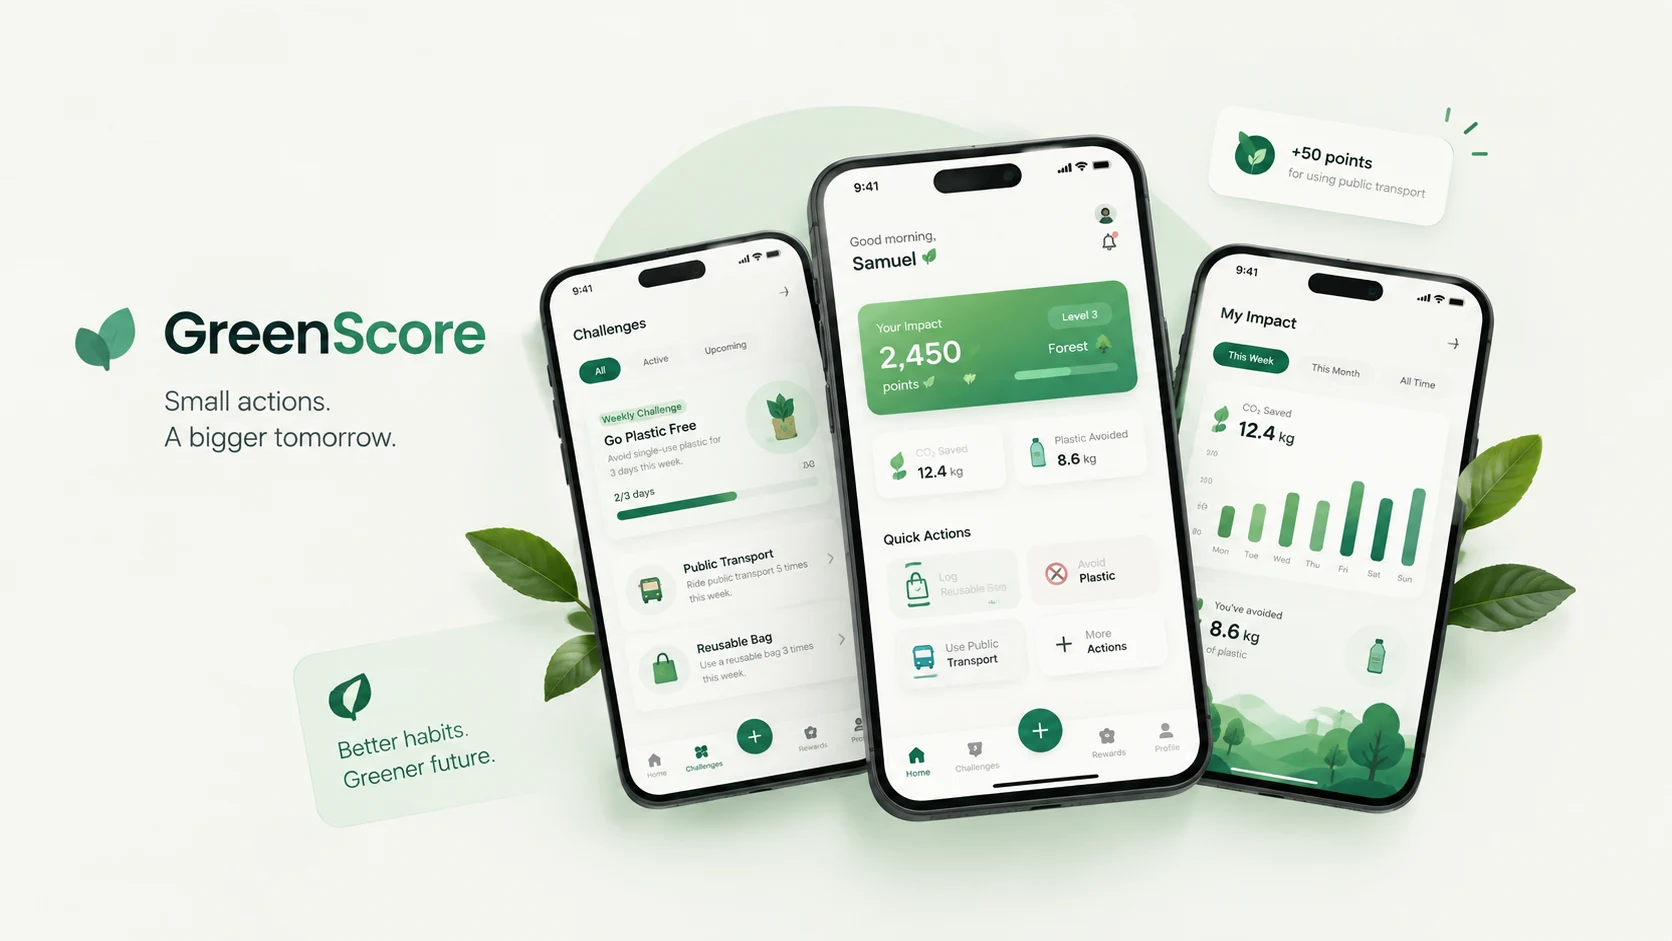 GreenScore
Small actions.
A bigger tomorrow.
Better habits.
Greener future.
9:41
Challenges
All
Active
Upcoming
Weekly Challenge
Go Plastic Free
Avoid single-use plastic for
3 days this week.
2/3 days
Public Transport
Ride public transport 5 times
this week.
Reusable Bag
Use a reusable bag 3 times
this week.
Home
Challenges
+
Rewards
Pro
9:41
Good morning,
Samuel
Your Impact
Level 3
2,450
points
Forest
CO₂ Saved
12.4 kg
Plastic Avoided
8.6 kg
Quick Actions
Log
Reusable Bag
Avoid
Plastic
Use Public
Transport
+
More
Actions
Home
Challenges
+
Rewards
Profile
+50 points
for using public transport
9:41
My Impact
This Week
This Month
All Time
CO₂ Saved
12.4 kg
Mon
Tue
Wed
Thu
Fri
Sat
Sun
You've avoided
8.6 kg
of plastic